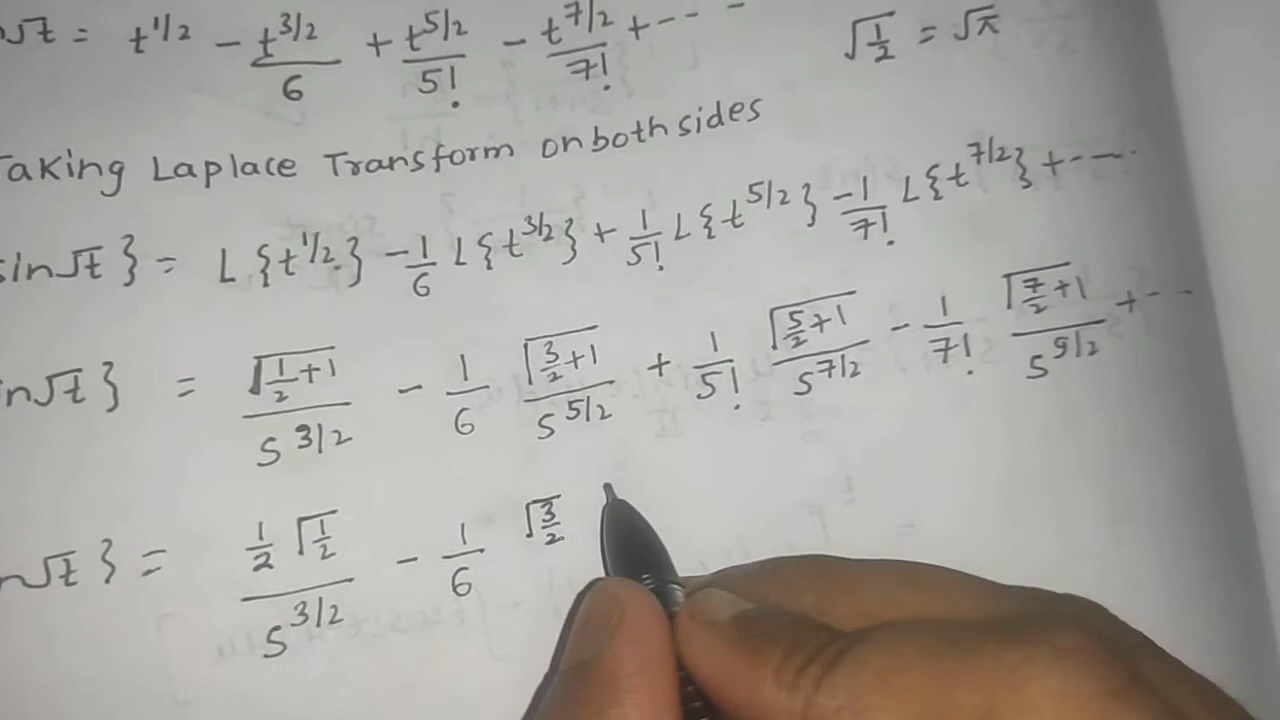 n√t = t^1/2 - t^3/2/6 + t^5/2/5! - t^7/2/7! + ---- √1/2 = √π
Taking Laplace Transform on both sides
sin√t } = L{t^1/2} - 1/6 L{t^3/2} + 1/5! L{t^5/2} - 1/7! L{t^7/2} + ----
n√t } = Γ(1/2+1)/s^3/2 - 1/6 Γ(3/2+1)/s^5/2 + 1/5! Γ(5/2+1)/s^7/2 - 1/7! Γ(7/2+1)/s^9/2 + ---
n√t } = 1/2 Γ1/2/s^3/2 - 1/6 Γ3/2